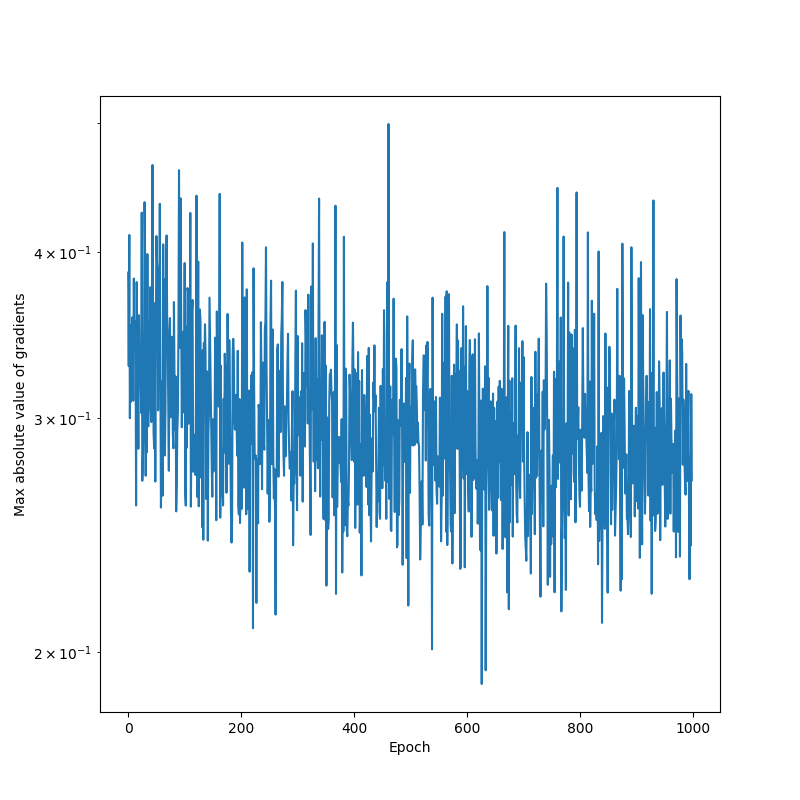 Max absolute value of gradients
4 × 10⁻¹
3 × 10⁻¹
2 × 10⁻¹
0 200 400 600 800 1000
Epoch